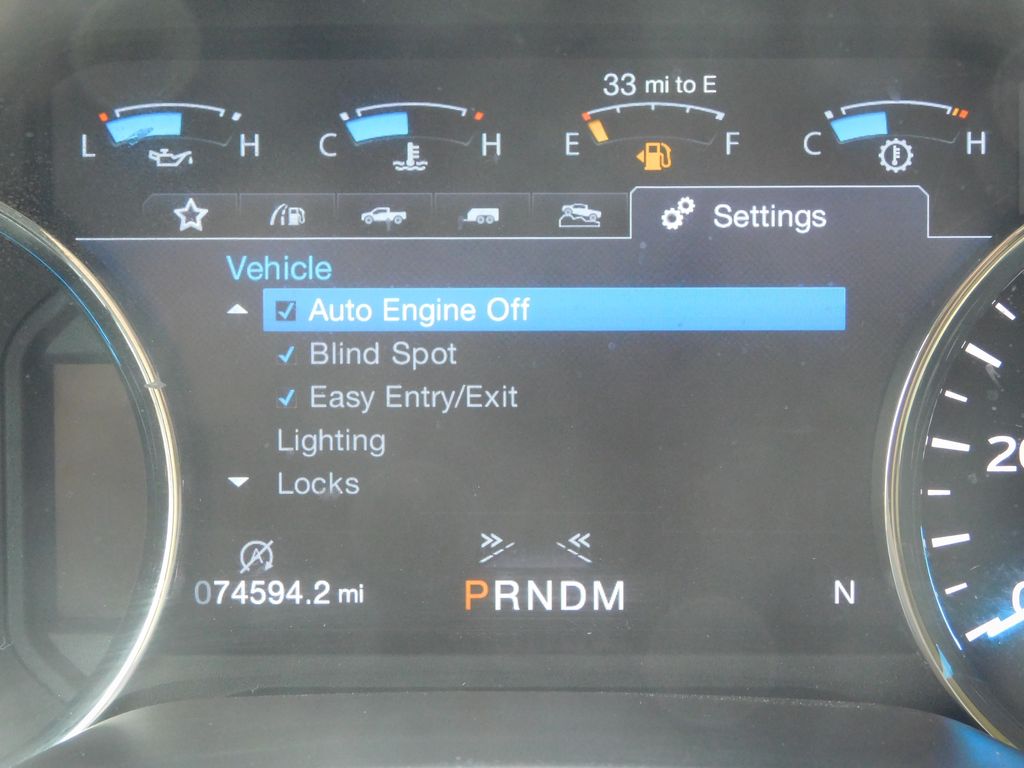 33 mi to E
L H C H E F C H
Settings
Vehicle
Auto Engine Off
Blind Spot
Easy Entry/Exit
Lighting
Locks
A
074594.2 mi PRNDM N
20